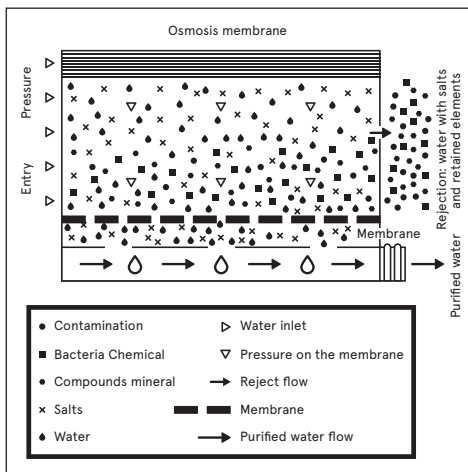 Osmosis membrane
Pressure
Entry
Rejection: water with salts
and retained elements
Membrane
Purified water
Contamination
Bacteria Chemical
Compounds mineral
Salts
Water
Water inlet
Pressure on the membrane
Reject flow
Membrane
Purified water flow